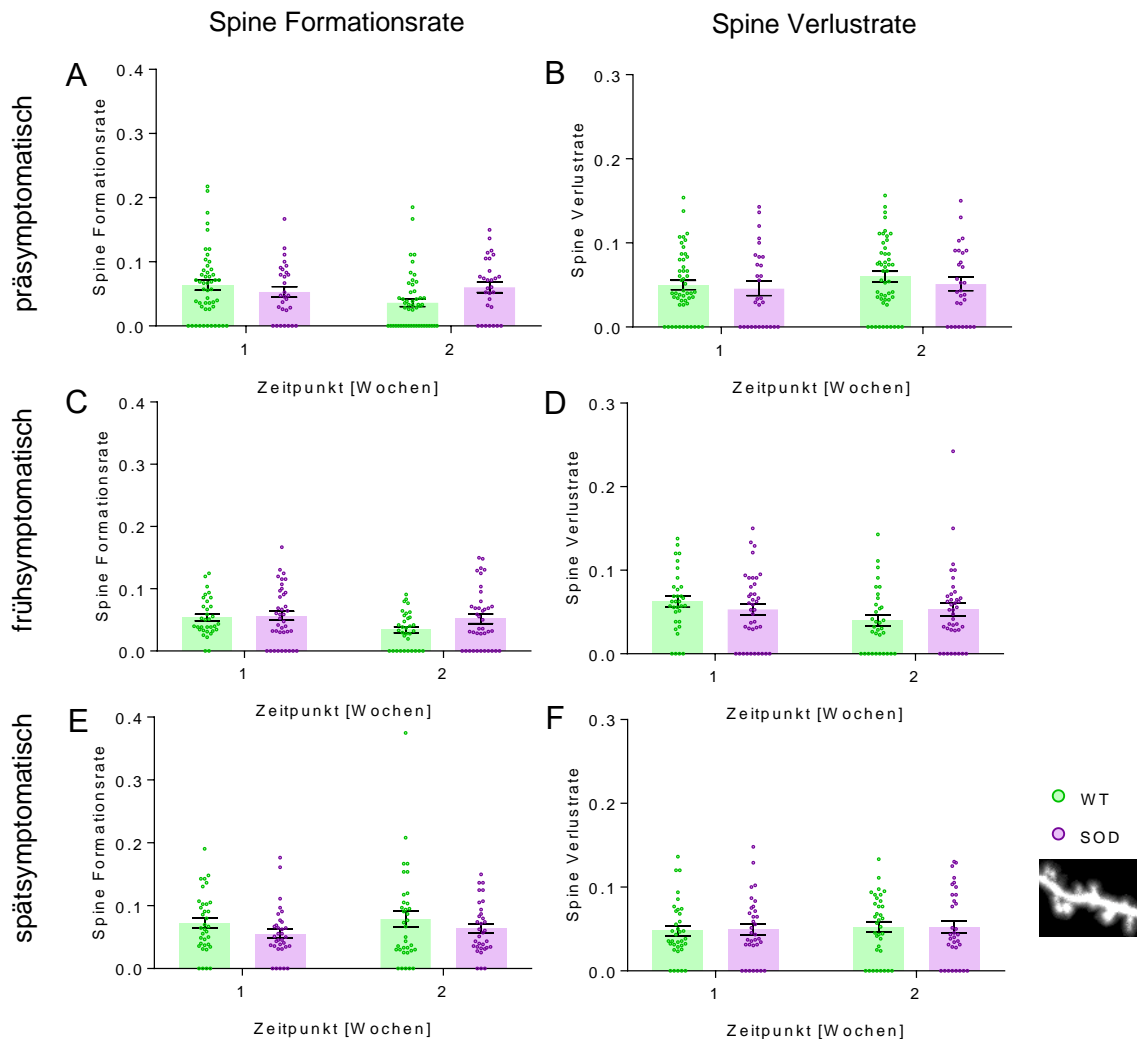 Spine Formationsrate
Spine Verlustrate
präsymptomatisch
A
Spine Formationsrate
0.4
0.3
0.2
0.1
0.0
1
2
Zeitpunkt [Wochen]
B
Spine Verlustrate
0.3
0.2
0.1
0.0
1
2
Zeitpunkt [Wochen]
frühsymptomatisch
C
Spine Formationsrate
0.4
0.3
0.2
0.1
0.0
1
2
Zeitpunkt [Wochen]
D
Spine Verlustrate
0.3
0.2
0.1
0.0
1
2
Zeitpunkt [Wochen]
spätsymptomatisch
E
Spine Formationsrate
0.4
0.3
0.2
0.1
0.0
1
2
Zeitpunkt [Wochen]
F
Spine Verlustrate
0.3
0.2
0.1
0.0
1
2
Zeitpunkt [Wochen]
WT
SOD